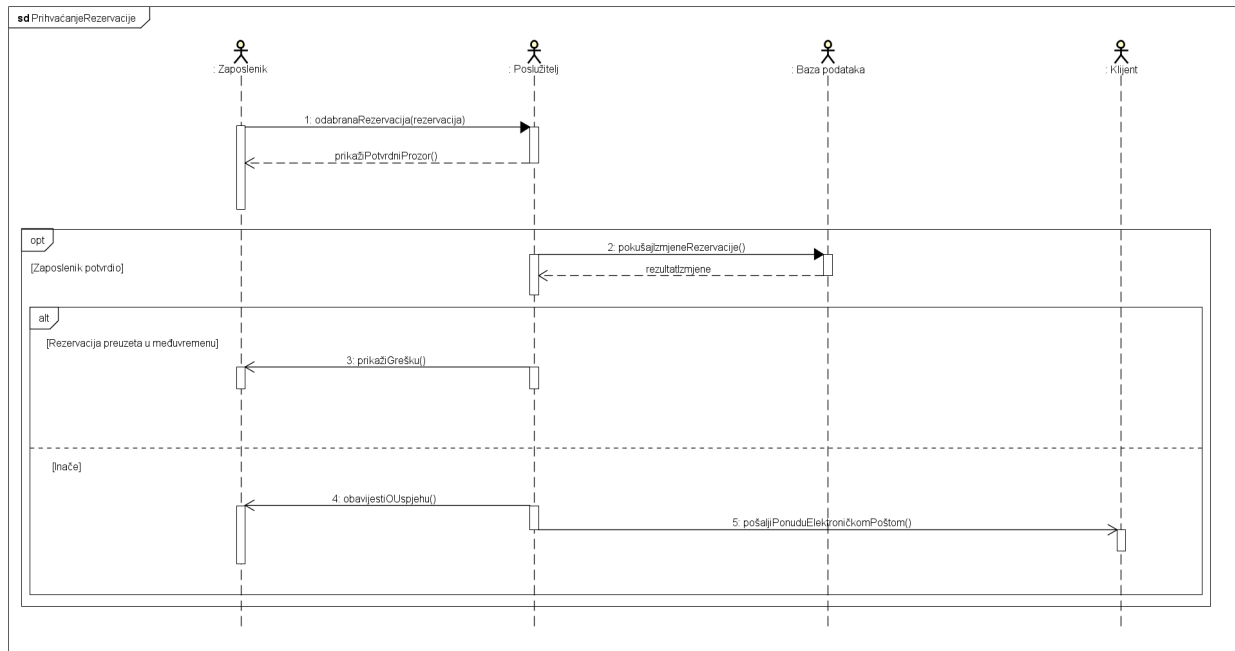 sd PrihvaćanjeRezervacije
: Zaposlenik
: Poslužitelj
: Baza podataka
: Klijent
1: odabranaRezervacija(rezervacija)
prikažiPotvrdniProzor()
opt
2: pokušajIzmjeneRezervacije()
[Zaposlenik potvrdio]
rezultatIzmjene
alt
[Rezervacija preuzeta u međuvremenu]
3: prikažiGrešku()
[Inače]
4: obavijestiOUspjehu()
5: pošaljiPonuduElektroničkomPoštom()